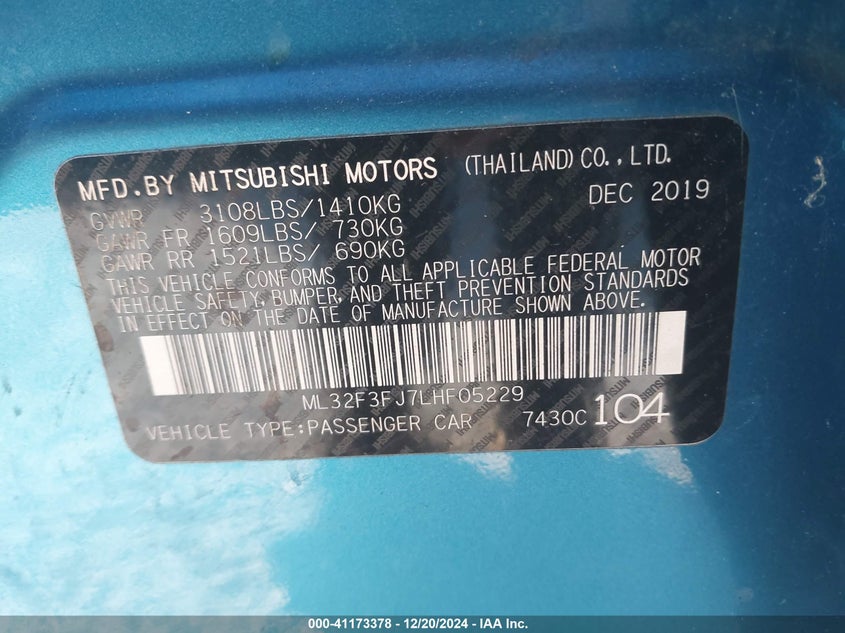 MFD.BY MITSUBISHI MOTORS (THAILAND) CO.,LTD.
GVWR 3108LBS/1410KG DEC 2019
GAWR FR 1609LBS/ 730KG
GAWR RR 1521LBS/ 690KG
THIS VEHICLE CONFORMS TO ALL APPLICABLE FEDERAL MOTOR
VEHICLE SAFETY, BUMPER, AND THEFT PREVENTION STANDARDS
IN EFFECT ON THE DATE OF MANUFACTURE SHOWN ABOVE.
ML32F3FJ7LHF05229
VEHICLE TYPE:PASSENGER CAR 7430C 104
000-41173378 - 12/20/2024 - IAA Inc.